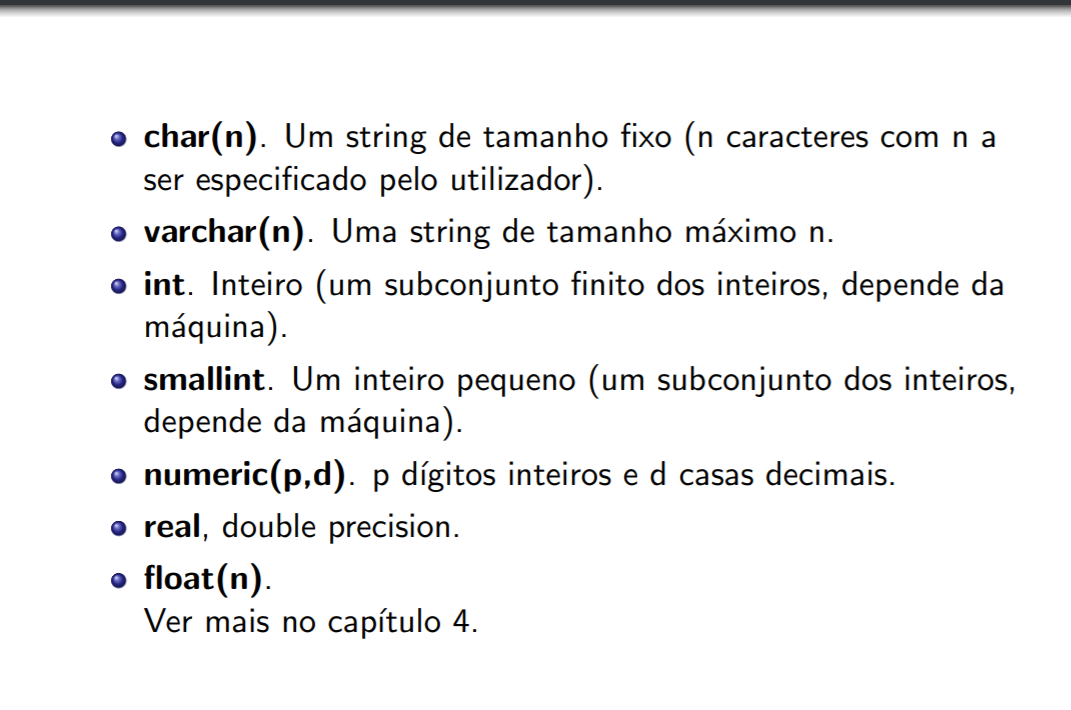 char(n). Um string de tamanho fixo (n caracteres com n a
ser especificado pelo utilizador).
varchar(n). Uma string de tamanho máximo n.
int. Inteiro (um subconjunto finito dos inteiros, depende da
máquina).
smallint. Um inteiro pequeno (um subconjunto dos inteiros,
depende da máquina).
numeric(p,d). p dígitos inteiros e d casas decimais.
real, double precision.
float(n).
Ver mais no capítulo 4.